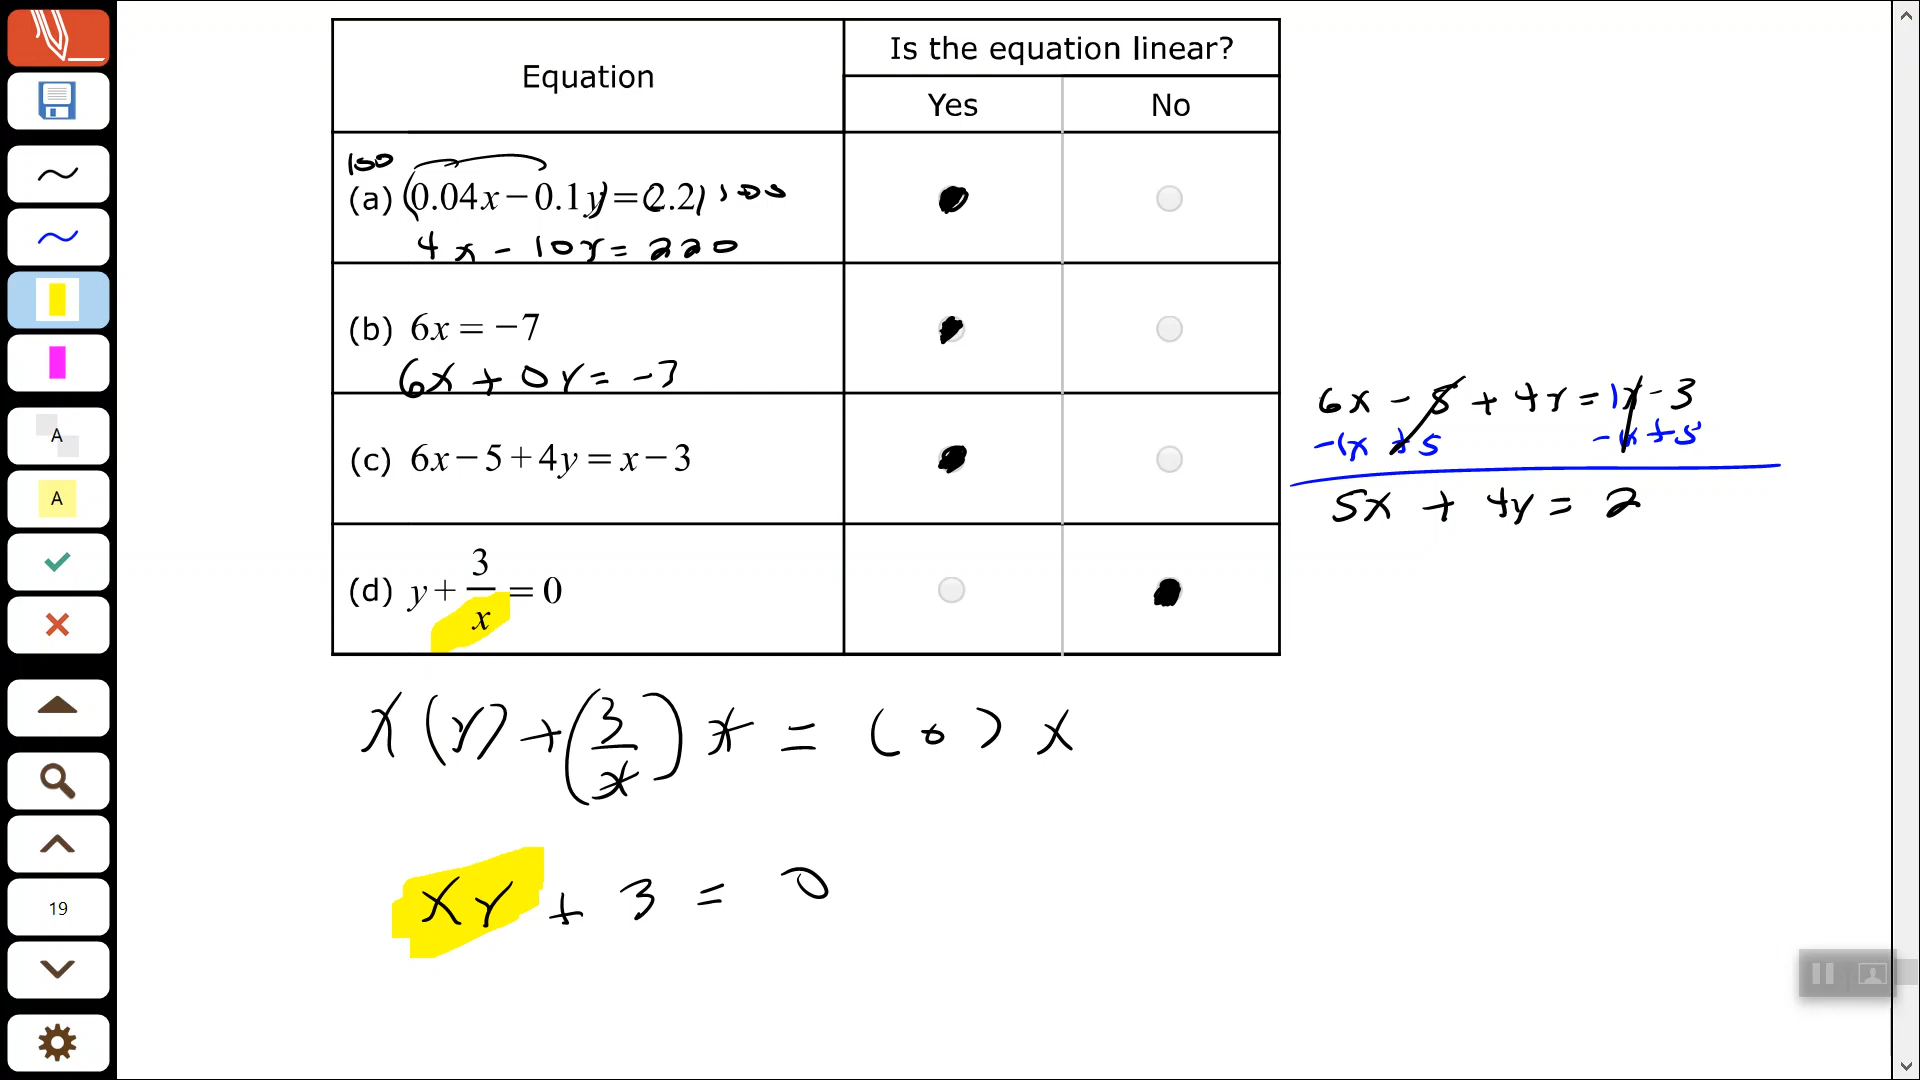 Equation
Is the equation linear?
Yes
No
100
(a) (0.04x−0.1y)=(2.2)100
4x - 10y = 220
(b) 6x = −7
6x + 0y = -7
(c) 6x−5+4y=x−3
6x - 5 + 4y = 1x - 3
-1x +5 -1x +5
5x + 4y = 2
(d) y+3/x=0
x(y)+(3/x)x = (0)x
xy + 3 = 0
A
A
19